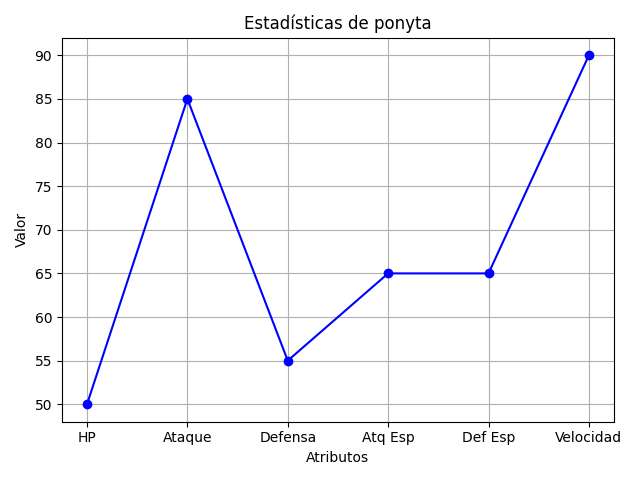 Estadísticas de ponyta
Valor
90
85
80
75
70
65
60
55
50
HP Ataque Defensa Atq Esp Def Esp Velocidad
Atributos